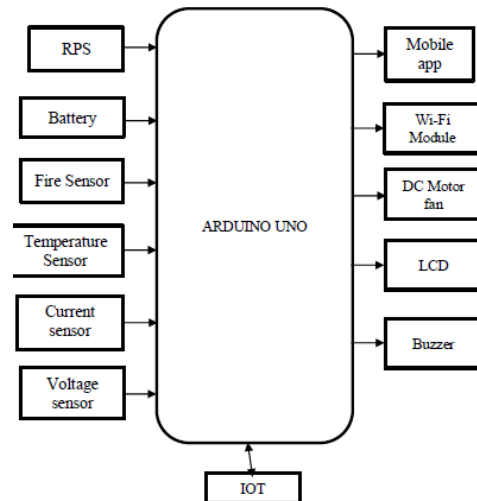 RPS
Battery
Fire Sensor
Temperature
Sensor
Current
sensor
Voltage
sensor
ARDUINO UNO
Mobile
app
Wi-Fi
Module
DC Motor
fan
LCD
Buzzer
IOT